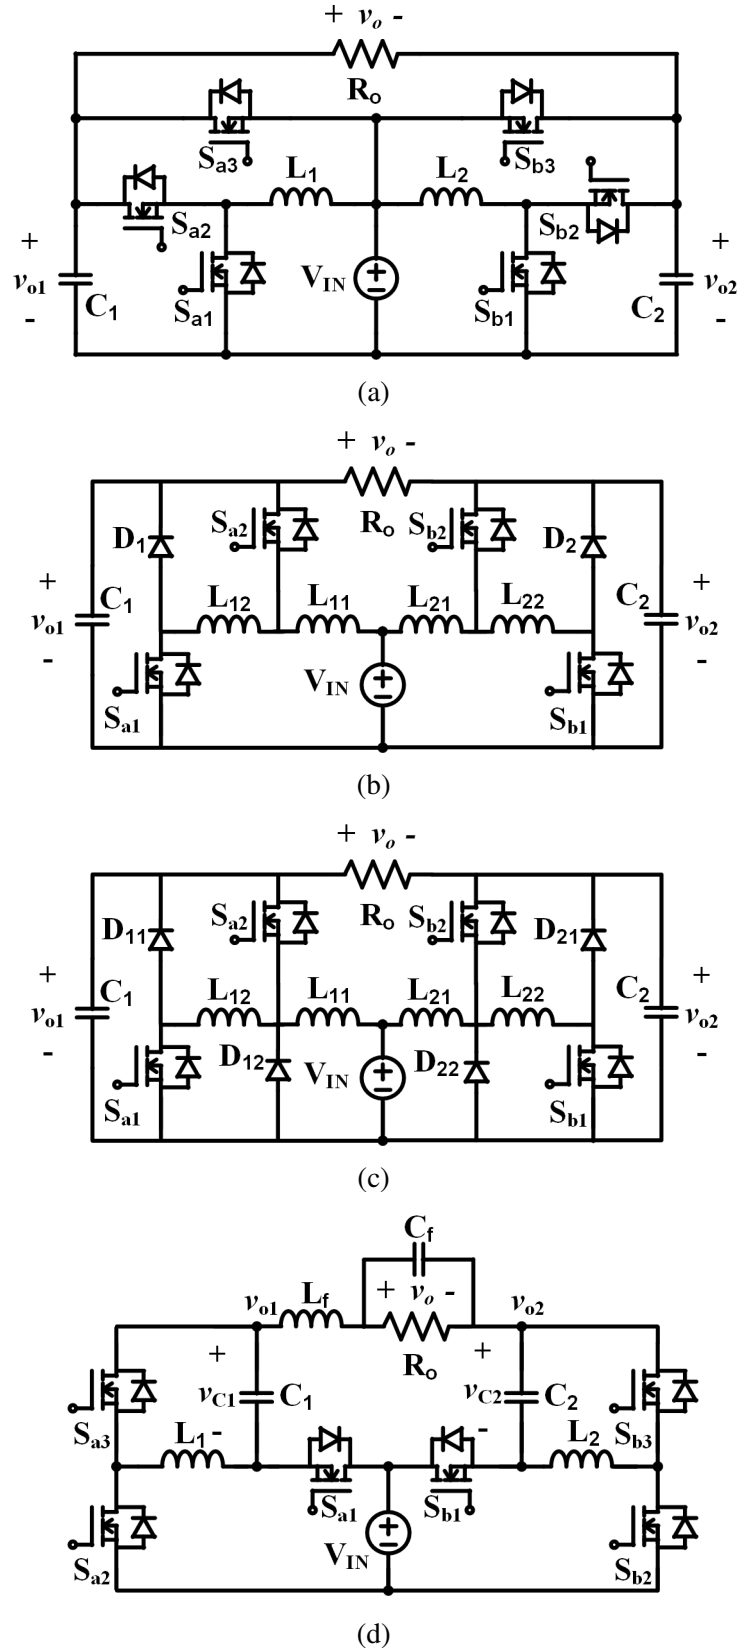 + vo -
Ro
Sa3 Sb3
L1 L2
Sa2 Sb2
+ vo1 - C1 Sa1 VIN + - Sb1 C2 + vo2 -
(a)
+ vo -
Sa2 Ro Sb2
D1 D2
L12 L11 L21 L22
+ vo1 - C1 C2 + vo2 -
VIN + -
Sa1 Sb1
(b)
+ vo -
Sa2 Ro Sb2
D11 D21
L12 L11 L21 L22
+ vo1 - C1 C2 + vo2 -
D12 VIN + - D22
Sa1 Sb1
(c)
Cf
vo1 Lf + vo - vo2
Ro
+ vC1 - C1 + vC2 - C2
Sa3 L1 L2 Sb3
Sa1 Sb1
Sa2 VIN + - Sb2
(d)